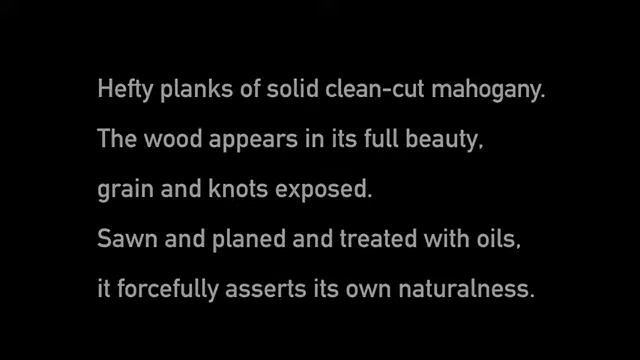 Hefty planks of solid clean-cut mahogany.
The wood appears in its full beauty,
grain and knots exposed.
Sawn and planed and treated with oils,
it forcefully asserts its own naturalness.